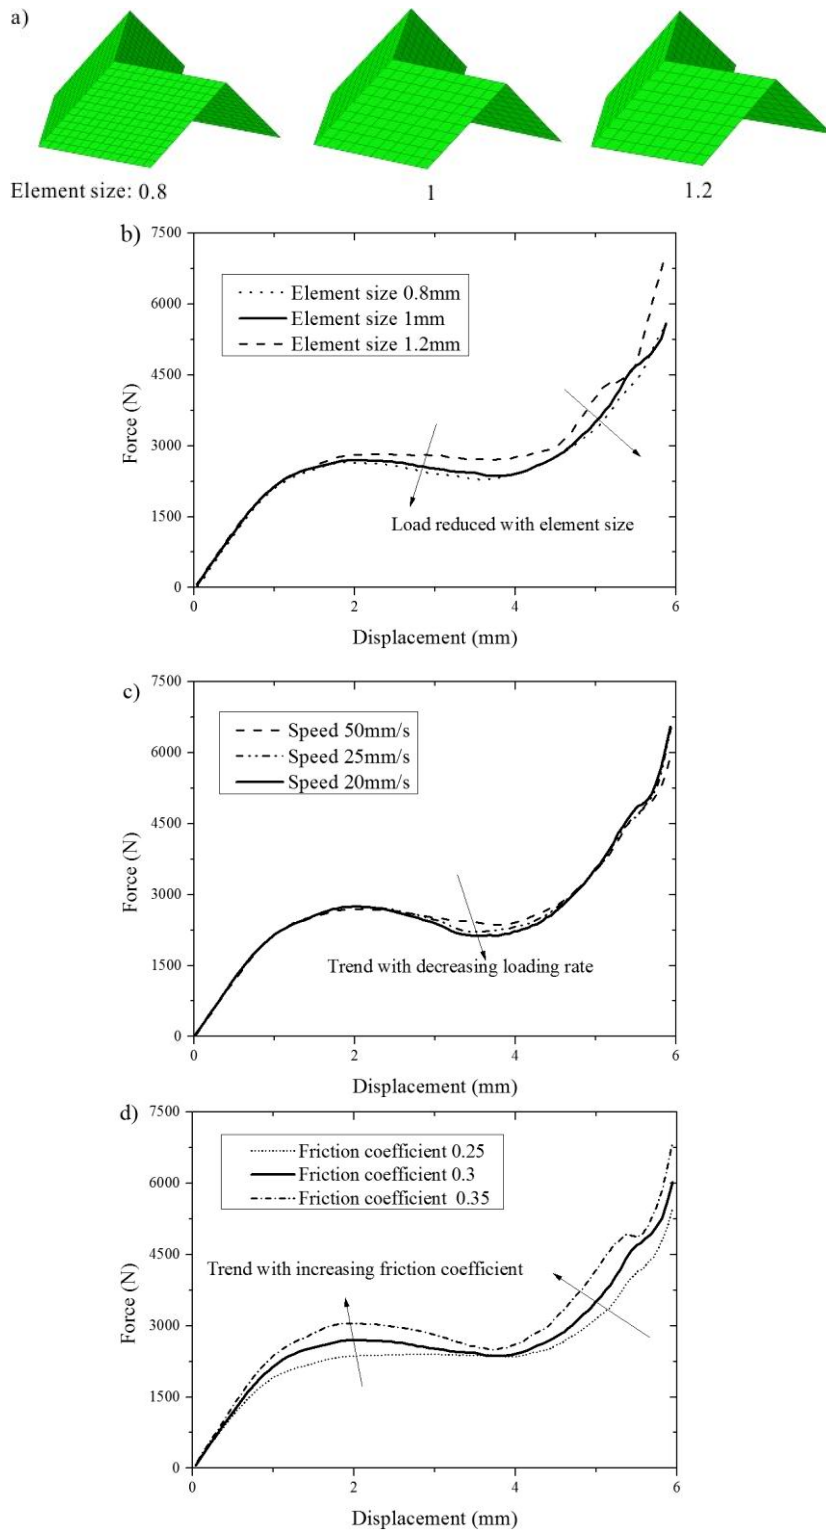 a)
Element size: 0.8
1
1.2
b)
7500
6000
4500
3000
1500
0
Force (N)
Element size 0.8mm
Element size 1mm
Element size 1.2mm
Load reduced with element size
0 2 4 6
Displacement (mm)
c)
7500
6000
4500
3000
1500
0
Force (N)
Speed 50mm/s
Speed 25mm/s
Speed 20mm/s
Trend with decreasing loading rate
0 2 4 6
Displacement (mm)
d)
7500
6000
4500
3000
1500
0
Force (N)
Friction coefficient 0.25
Friction coefficient 0.3
Friction coefficient 0.35
Trend with increasing friction coefficient
0 2 4 6
Displacement (mm)